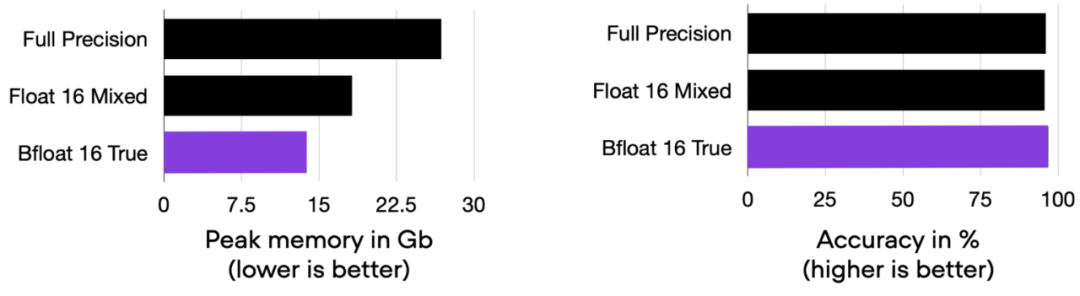 Full Precision
Float 16 Mixed
Bfloat 16 True
0 7.5 15 22.5 30
Peak memory in Gb
(lower is better)
Full Precision
Float 16 Mixed
Bfloat 16 True
0 25 50 75 100
Accuracy in %
(higher is better)